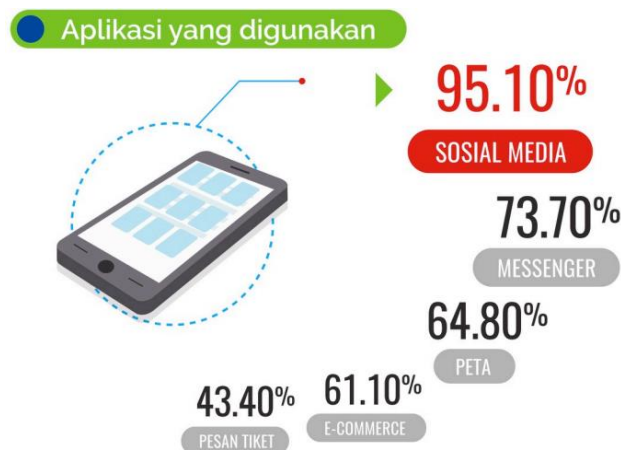 Aplikasi yang digunakan
95.10%
SOSIAL MEDIA
73.70%
MESSENGER
64.80%
PETA
61.10%
E-COMMERCE
43.40%
PESAN TIKET